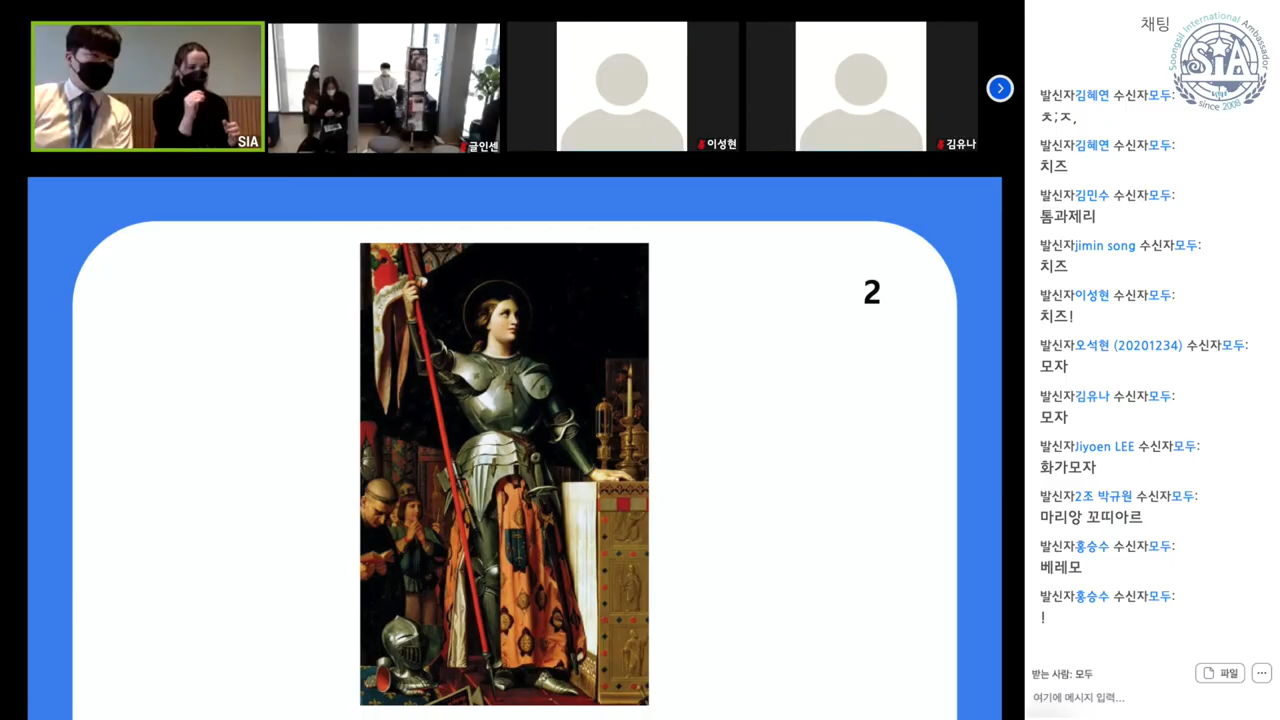 SIA
글인센
이성현
김유나
2
채팅
Soongsil International Ambassador
SIA
since 2008
발신자김혜연 수신자모두:
ㅊ;ㅈ,
발신자김혜연 수신자모두:
치즈
발신자김민수 수신자모두:
톰과제리
발신자jimin song 수신자모두:
치즈
발신자이성현 수신자모두:
치즈!
발신자오석현 (20201234) 수신자모두:
모자
발신자김유나 수신자모두:
모자
발신자Jiyoen LEE 수신자모두:
화가모자
발신자2조 박규원 수신자모두:
마리앙 꼬띠아르
발신자홍승수 수신자모두:
베레모
발신자홍승수 수신자모두:
!
받는 사람: 모두
파일
여기에 메시지 입력...